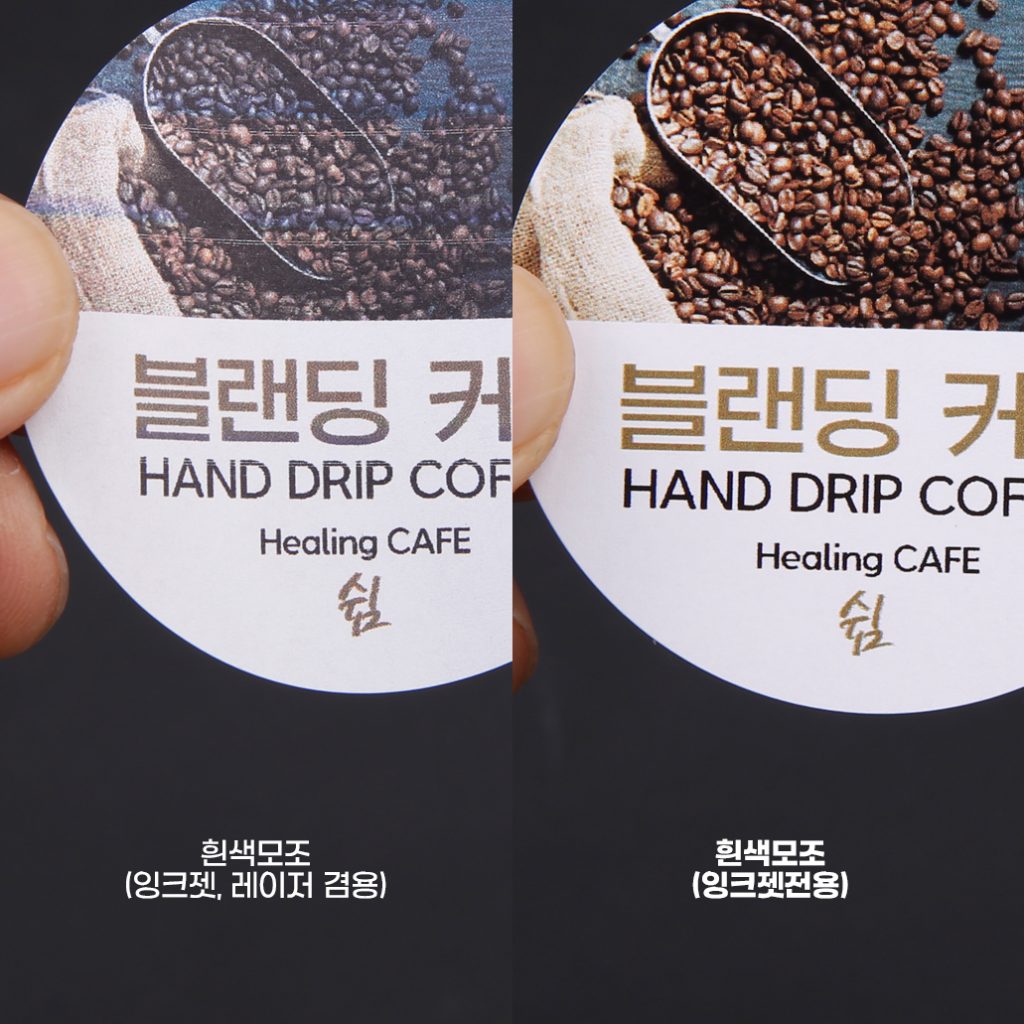 블랜딩 커
HAND DRIP COF
Healing CAFE
쉼
흰색모조
(잉크젯, 레이저 겸용)
블랜딩 커
HAND DRIP COF
Healing CAFE
쉼
흰색모조
(잉크젯전용)